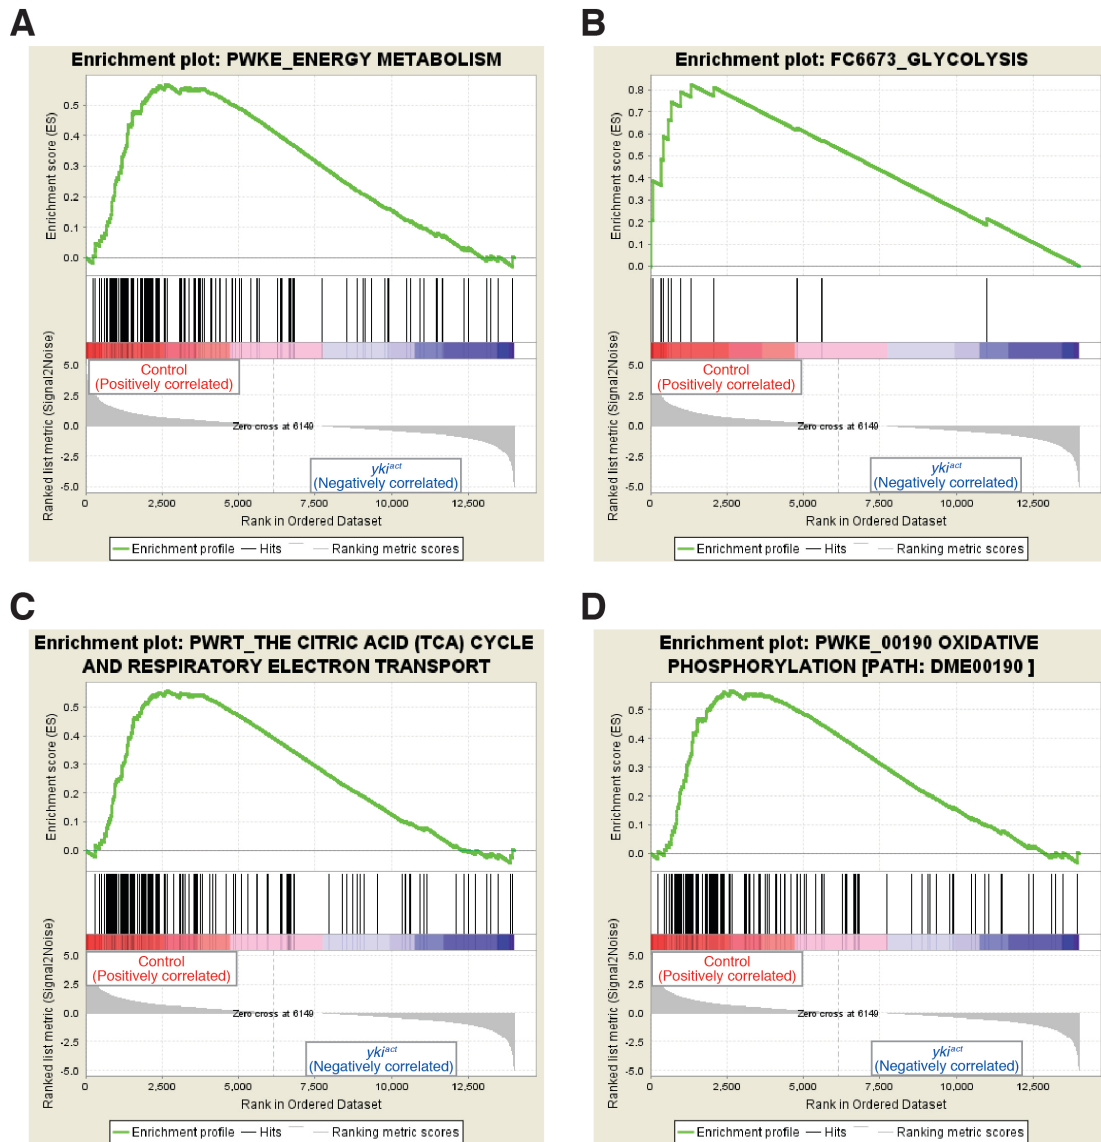 A
Enrichment plot: PWKE_ENERGY METABOLISM
Enrichment score (ES)
0.5
0.4
0.3
0.2
0.1
0.0
Ranked list metric (Signal2Noise)
5.0
2.5
0.0
-2.5
-5.0
Control
(Positively correlated)
Zero cross at 6149
yki^act
(Negatively correlated)
0 2,500 5,000 7,500 10,000 12,500
Rank in Ordered Dataset
Enrichment profile Hits Ranking metric scores
B
Enrichment plot: FC6673_GLYCOLYSIS
Enrichment score (ES)
0.8
0.7
0.6
0.5
0.4
0.3
0.2
0.1
0.0
Ranked list metric (Signal2Noise)
5.0
2.5
0.0
-2.5
-5.0
Control
(Positively correlated)
Zero cross at 6149
yki^act
(Negatively correlated)
0 2,500 5,000 7,500 10,000 12,500
Rank in Ordered Dataset
Enrichment profile Hits Ranking metric scores
C
Enrichment plot: PWRT_THE CITRIC ACID (TCA) CYCLE
AND RESPIRATORY ELECTRON TRANSPORT
Enrichment score (ES)
0.5
0.4
0.3
0.2
0.1
0.0
Ranked list metric (Signal2Noise)
5.0
2.5
0.0
-2.5
-5.0
Control
(Positively correlated)
Zero cross at 6149
yki^act
(Negatively correlated)
0 2,500 5,000 7,500 10,000 12,500
Rank in Ordered Dataset
Enrichment profile Hits Ranking metric scores
D
Enrichment plot: PWKE_00190 OXIDATIVE
PHOSPHORYLATION [PATH: DME00190 ]
Enrichment score (ES)
0.5
0.4
0.3
0.2
0.1
0.0
Ranked list metric (Signal2Noise)
5.0
2.5
0.0
-2.5
-5.0
Control
(Positively correlated)
Zero cross at 6149
yki^act
(Negatively correlated)
0 2,500 5,000 7,500 10,000 12,500
Rank in Ordered Dataset
Enrichment profile Hits Ranking metric scores